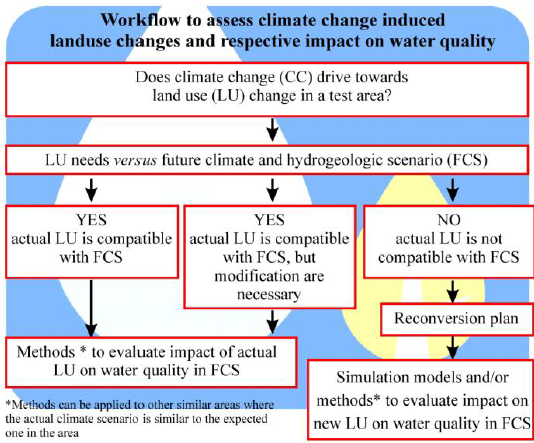 Workflow to assess climate change induced
landuse changes and respective impact on water quality
Does climate change (CC) drive towards
land use (LU) change in a test area?
LU needs versus future climate and hydrogeologic scenario (FCS)
YES
actual LU is compatible
with FCS
YES
actual LU is compatible
with FCS, but
modification are
necessary
NO
actual LU is not
compatible with FCS
Reconversion plan
Methods * to evaluate impact of actual
LU on water quality in FCS
Simulation models and/or
methods* to evaluate impact on
new LU on water quality in FCS
*Methods can be applied to other similar areas where
the actual climate scenario is similar to the expected
one in the area